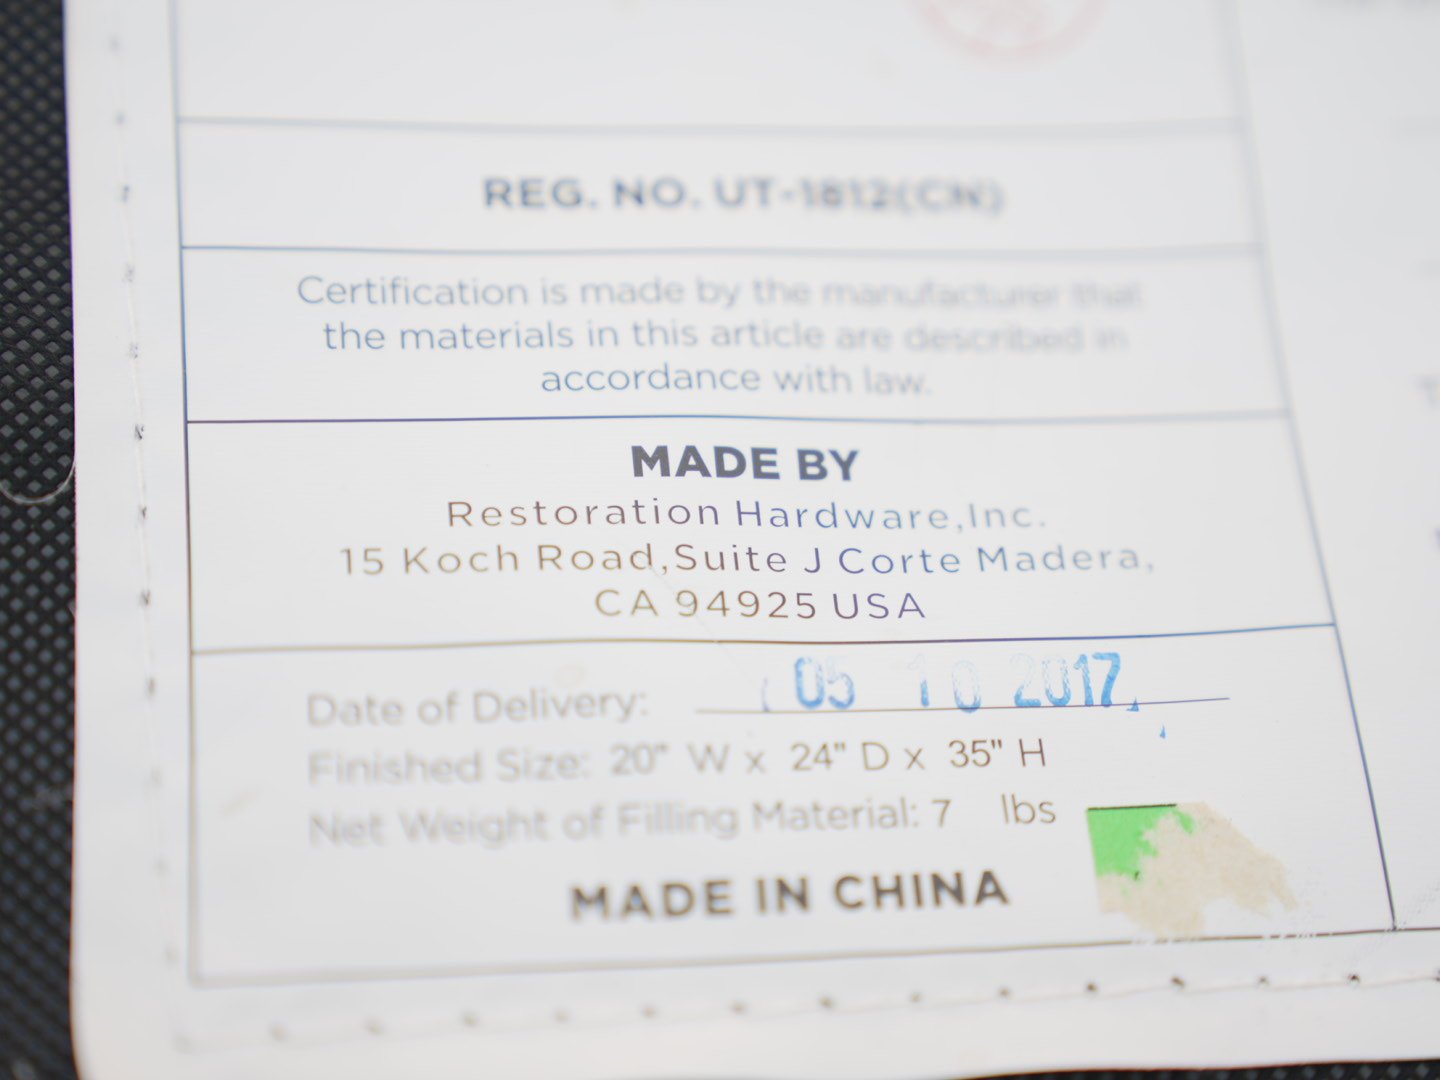 REG. NO. UT-1812(CN)
Certification is made by the manufacturer that
the materials in this article are described in
accordance with law.
MADE BY
Restoration Hardware,Inc.
15 Koch Road,Suite J Corte Madera,
CA 94925 USA
Date of Delivery: 05 10 2017
Finished Size: 20" W x 24" D x 35" H
Net Weight of Filling Material: 7 lbs
MADE IN CHINA